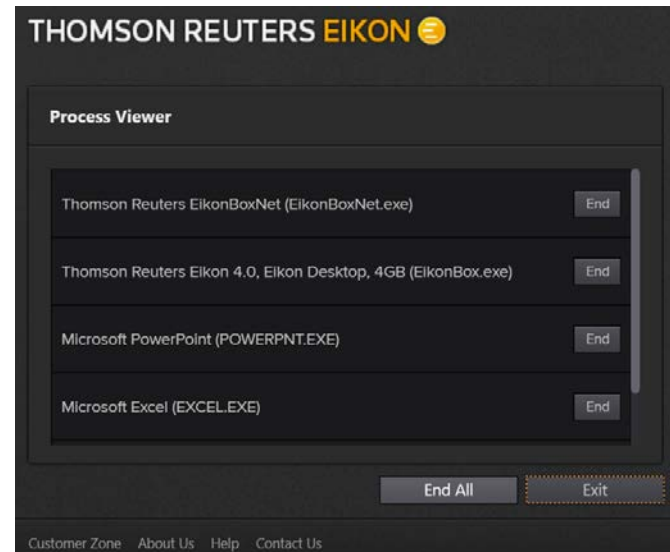 THOMSON REUTERS EIKON
Process Viewer
Thomson Reuters EikonBoxNet (EikonBoxNet.exe) End
Thomson Reuters Eikon 4.0, Eikon Desktop, 4GB (EikonBox.exe) End
Microsoft PowerPoint (POWERPNT.EXE) End
Microsoft Excel (EXCEL.EXE) End
End All Exit
Customer Zone About Us Help Contact Us